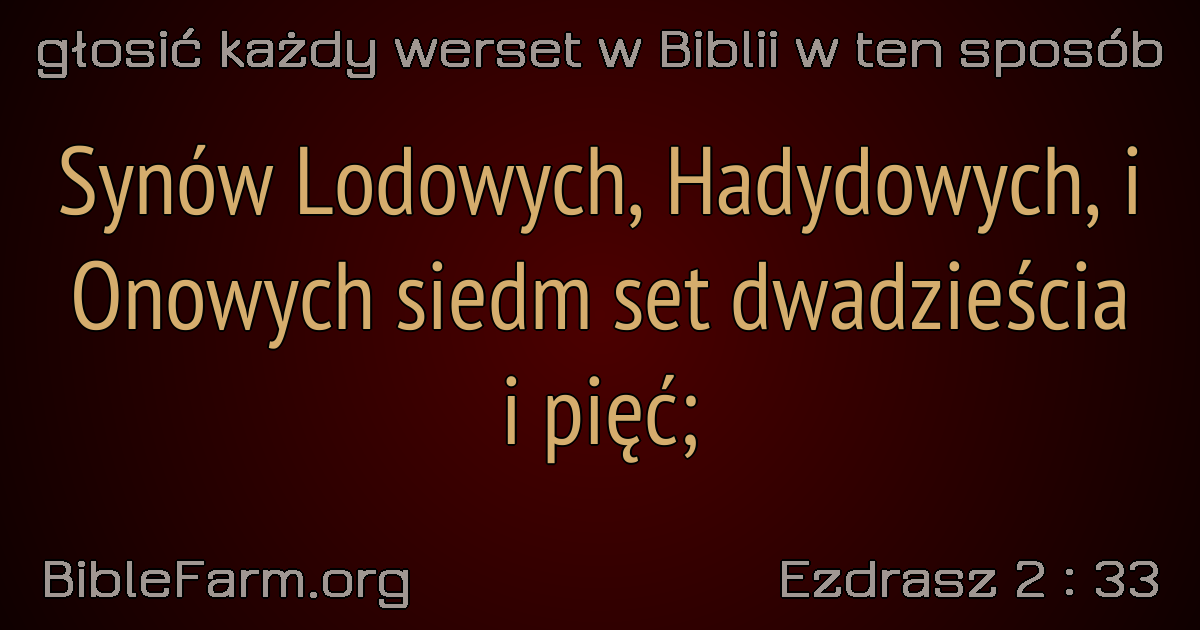 głosić każdy werset w Biblii w ten sposób
Synów Lodowych, Hadydowych, i
Onowych siedm set dwadzieścia
i pięć;
BibleFarm.org
Ezdrasz 2 : 33